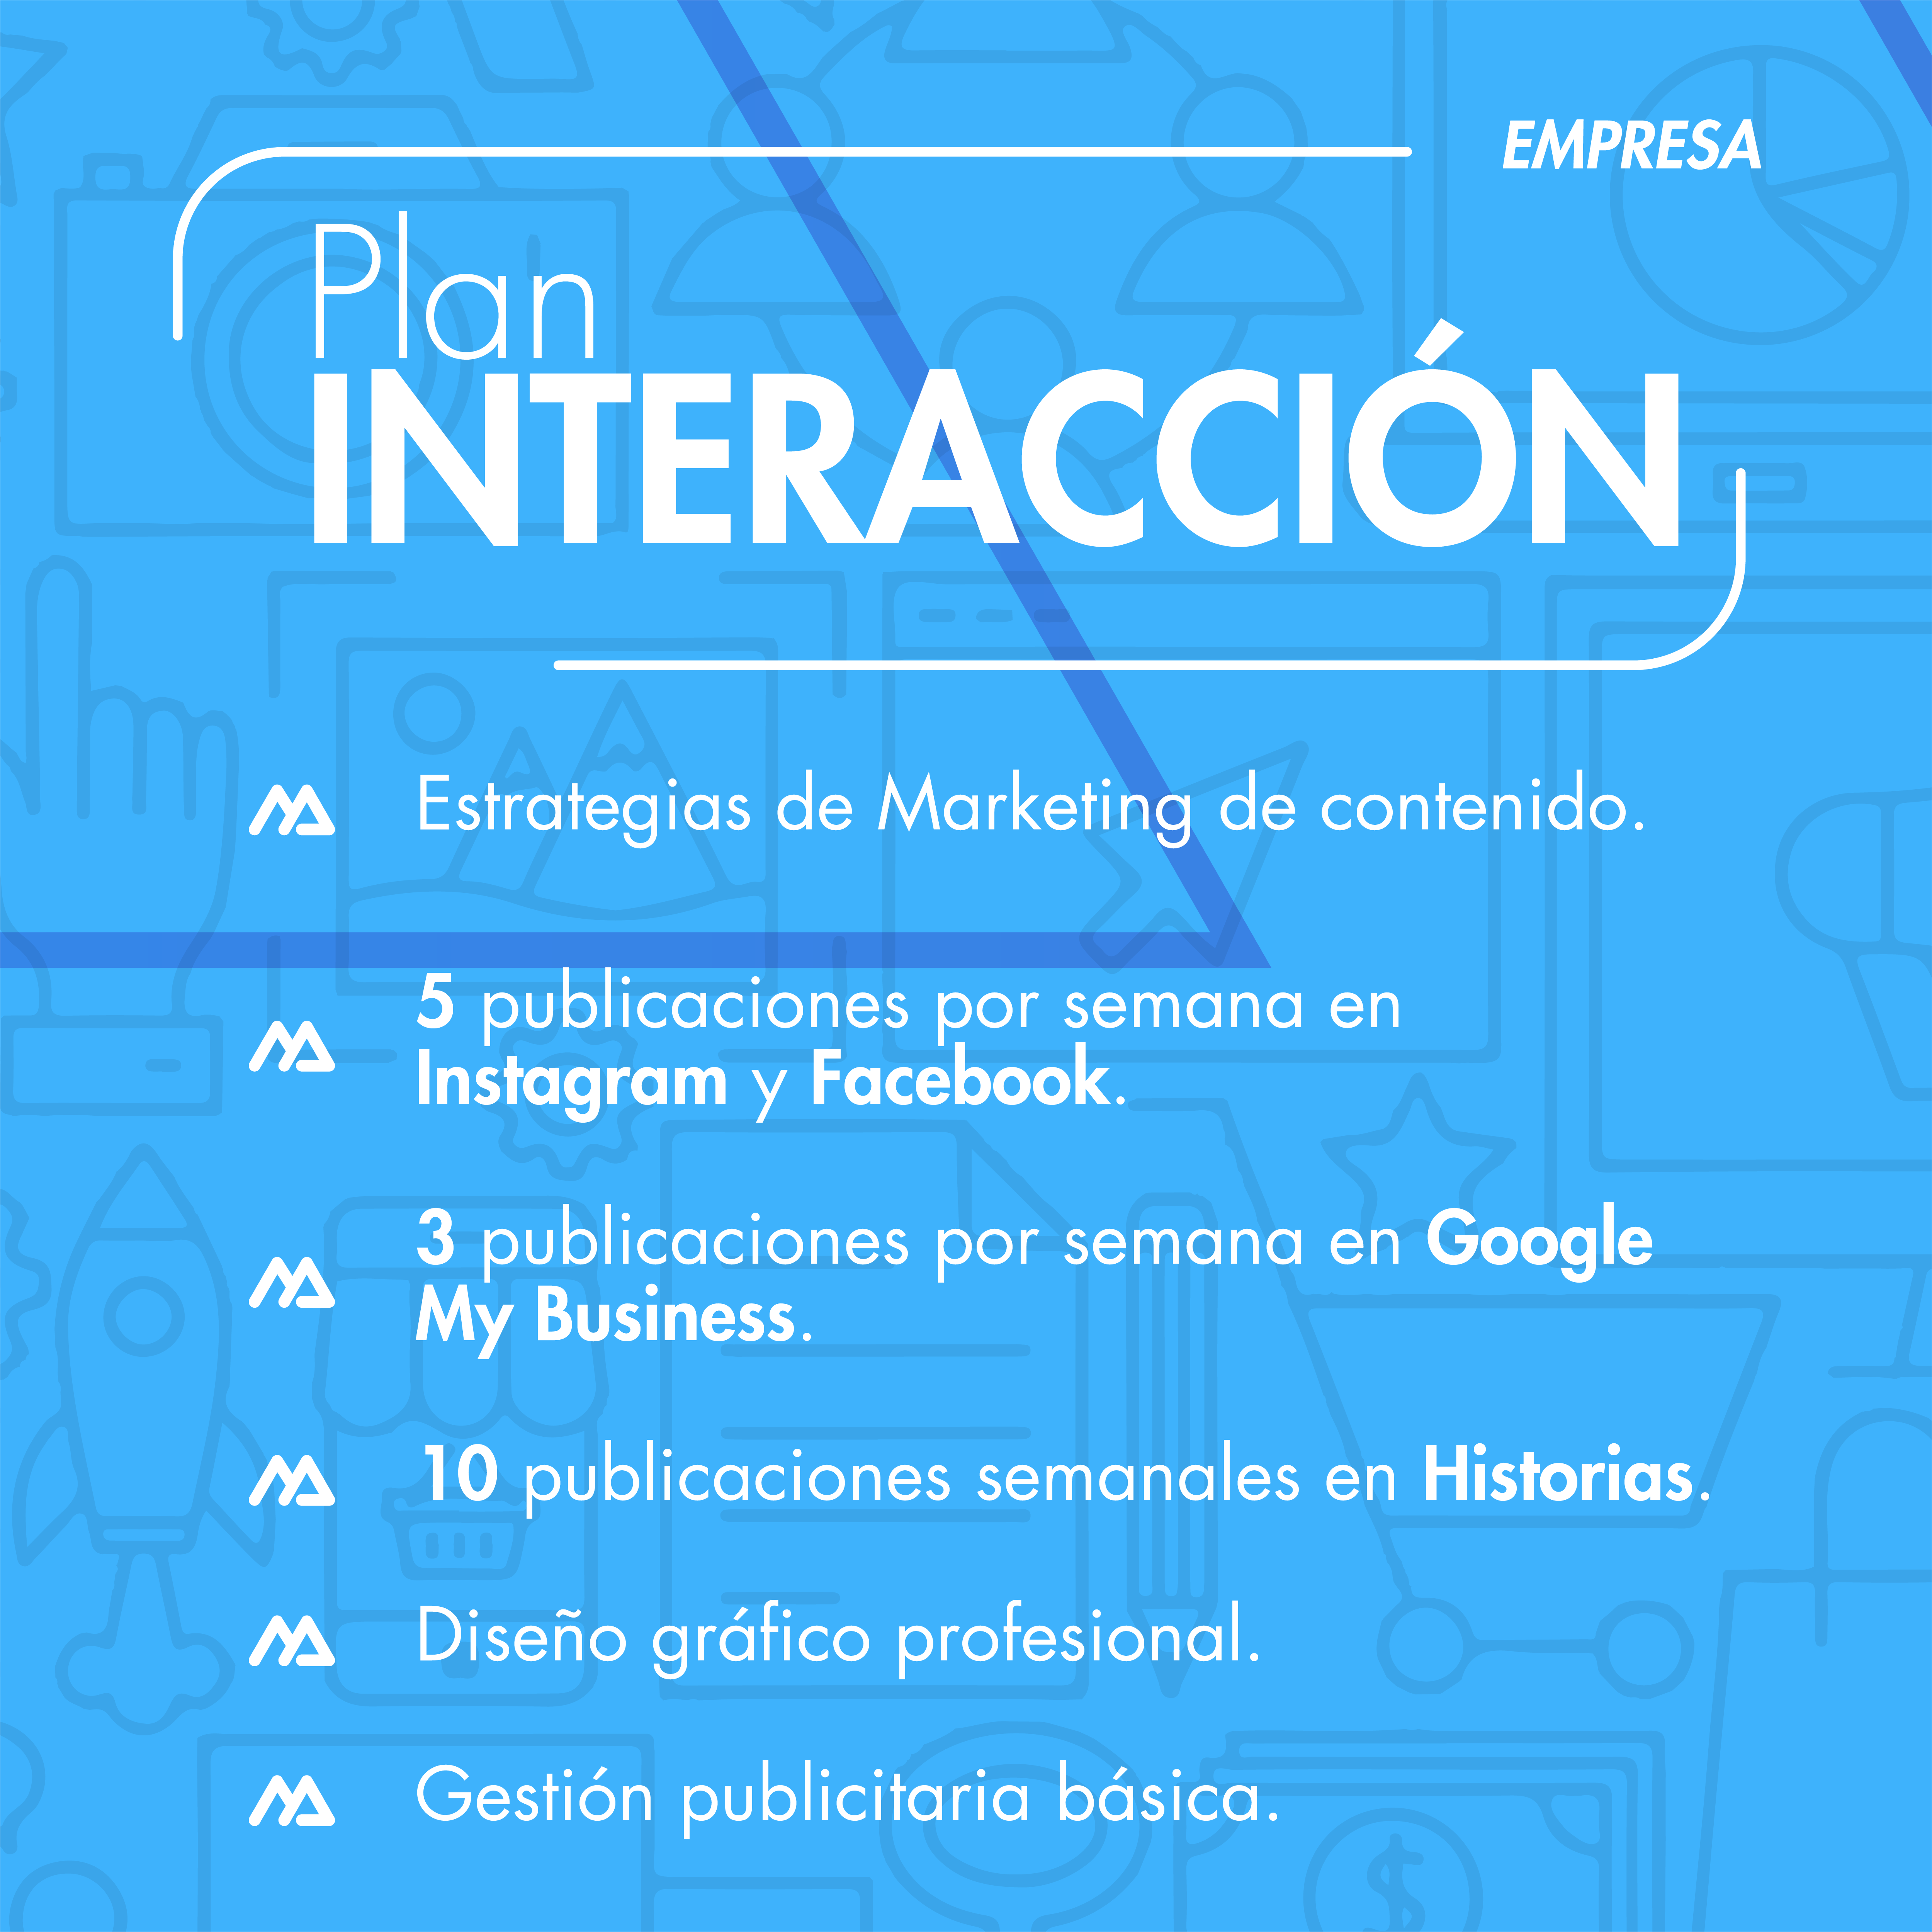 EMPRESA
Plan
INTERACCIÓN
Estrategias de Marketing de contenido.
5 publicaciones por semana en
Instagram y Facebook.
3 publicaciones por semana en Google
My Business.
10 publicaciones semanales en Historias.
Diseño gráfico profesional.
Gestión publicitaria básica.
$